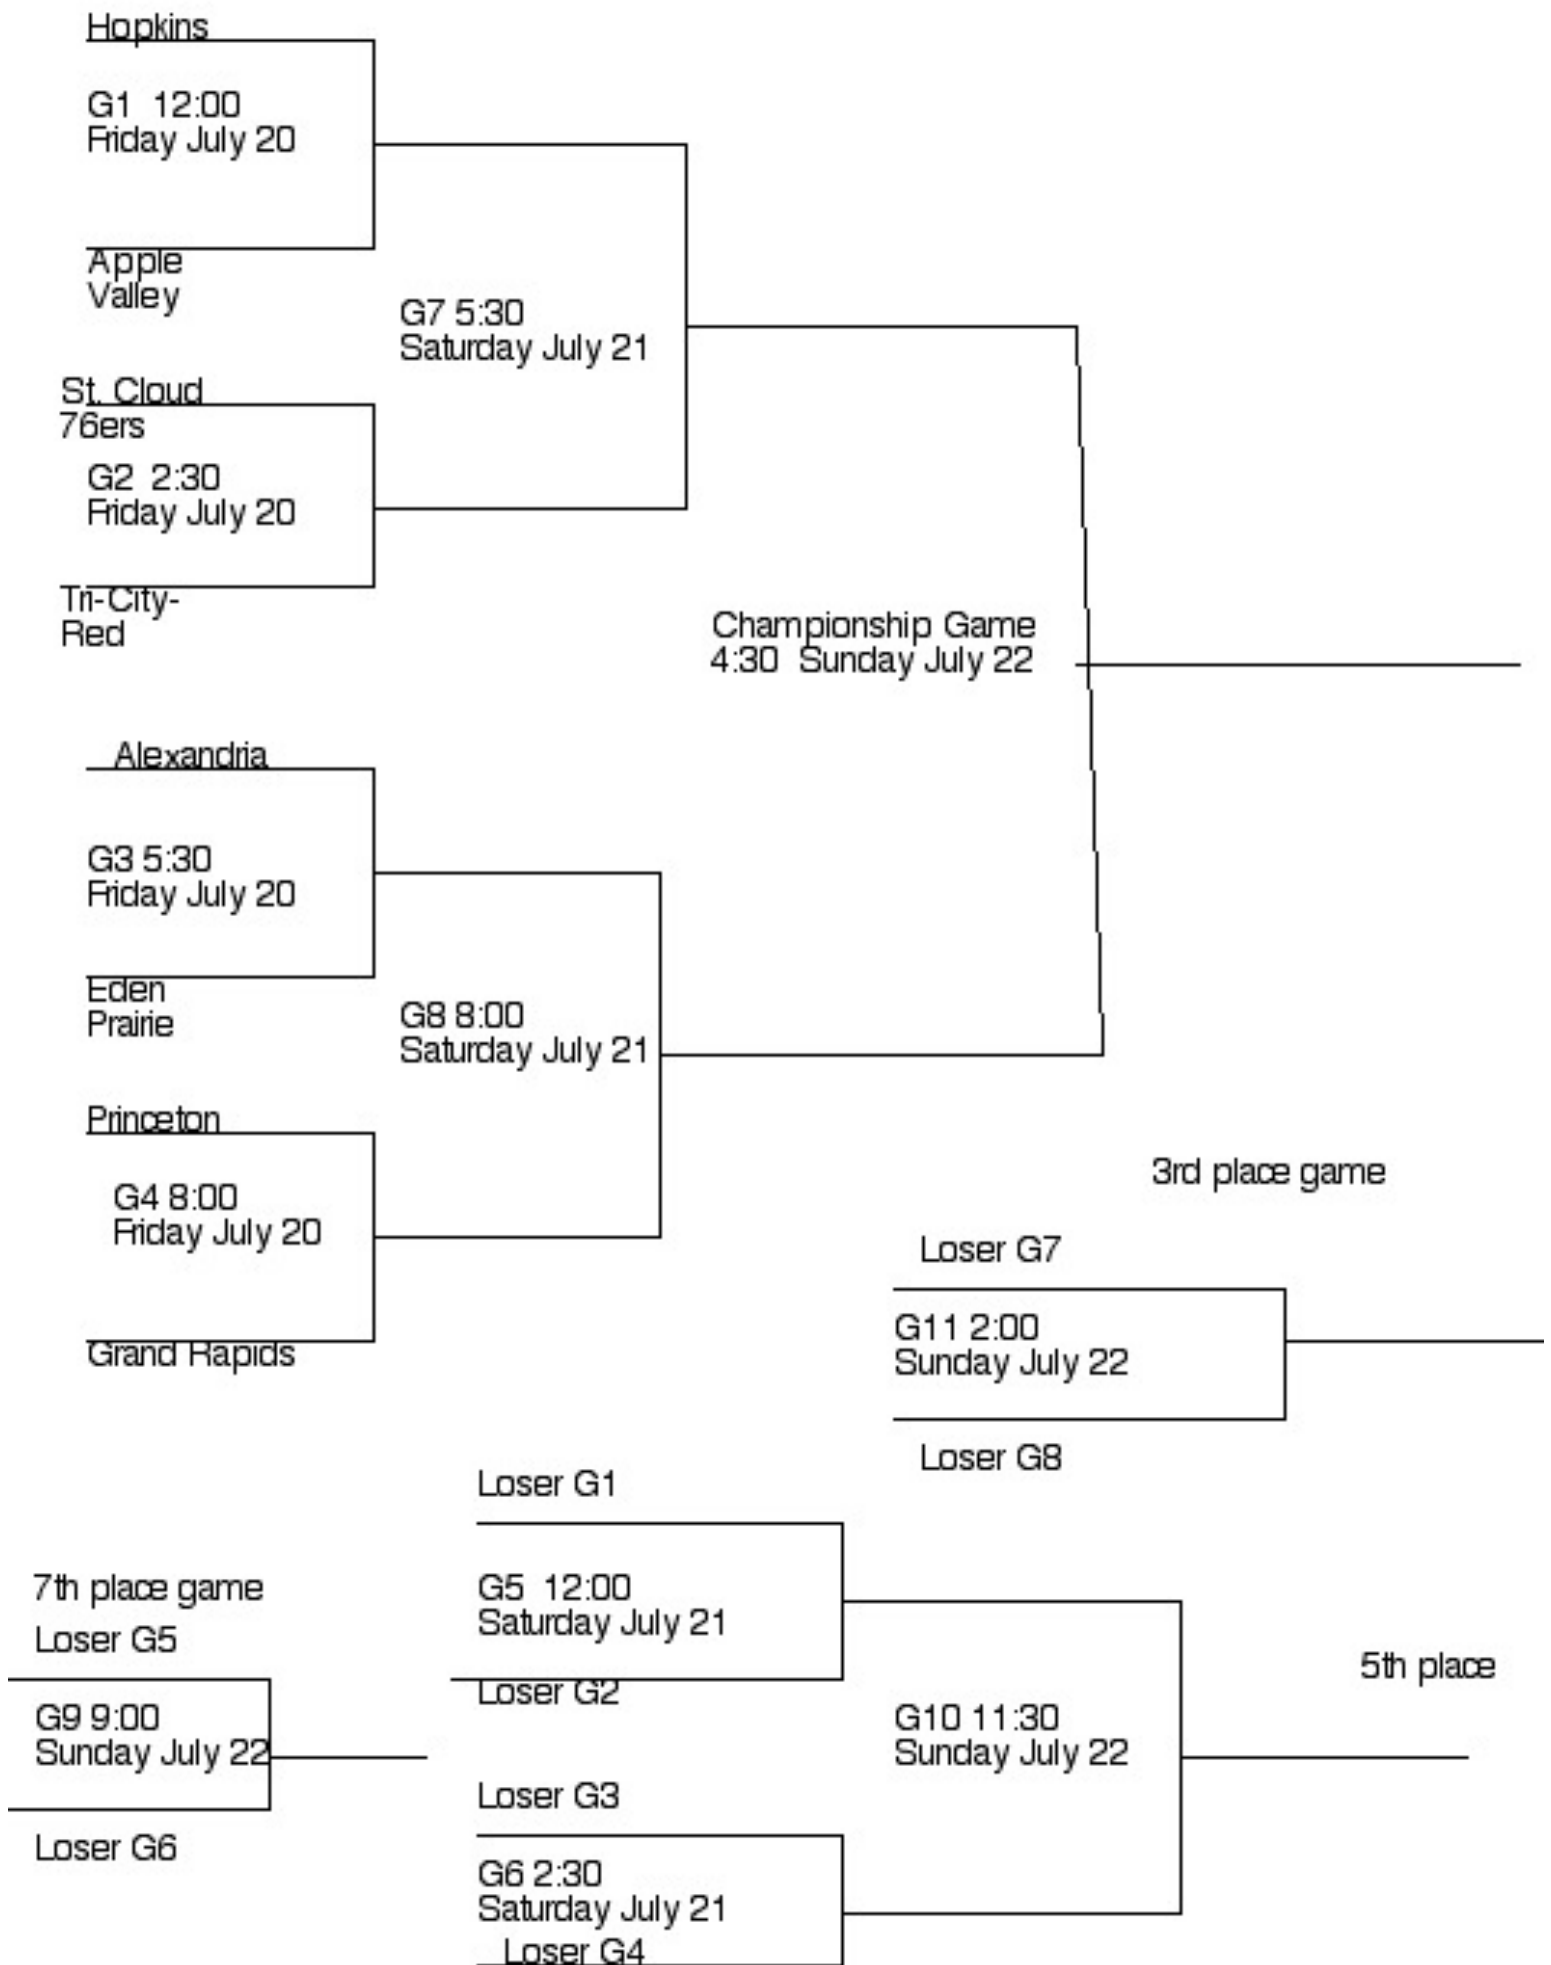 Hopkins
G1  12:00
Friday July 20
Apple
Valley
G7 5:30
Saturday July 21
St. Cloud
76ers
G2  2:30
Friday July 20
Tri-City-
Red
Championship Game
4:30  Sunday July 22
Alexandria
G3 5:30
Friday July 20
Eden
Prairie
G8 8:00
Saturday July 21
Princeton
G4 8:00
Friday July 20
Grand Rapids
3rd place game
Loser G7
G11 2:00
Sunday July 22
Loser G8
Loser G1
G5  12:00
Saturday July 21
Loser G2
7th place game
Loser G5
G9 9:00
Sunday July 22
Loser G6
5th place
G10 11:30
Sunday July 22
Loser G3
G6 2:30
Saturday July 21
Loser G4